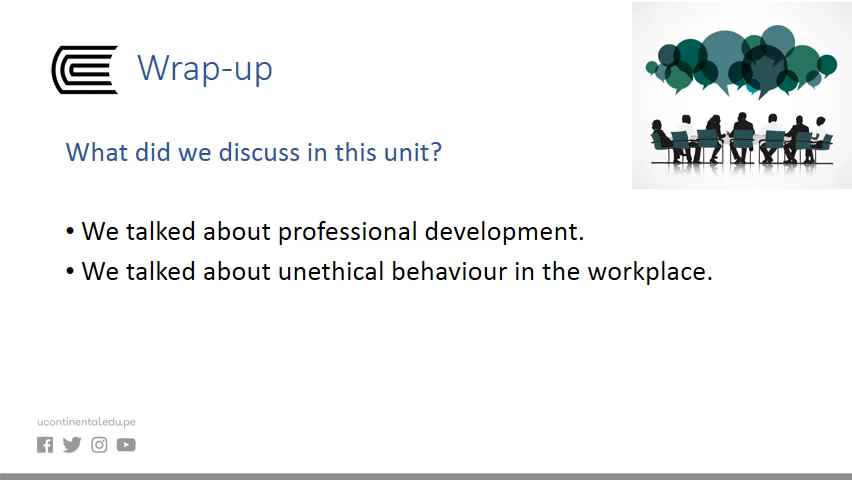 Wrap-up
What did we discuss in this unit?
• We talked about professional development.
• We talked about unethical behaviour in the workplace.
ucontinental.edu.pe